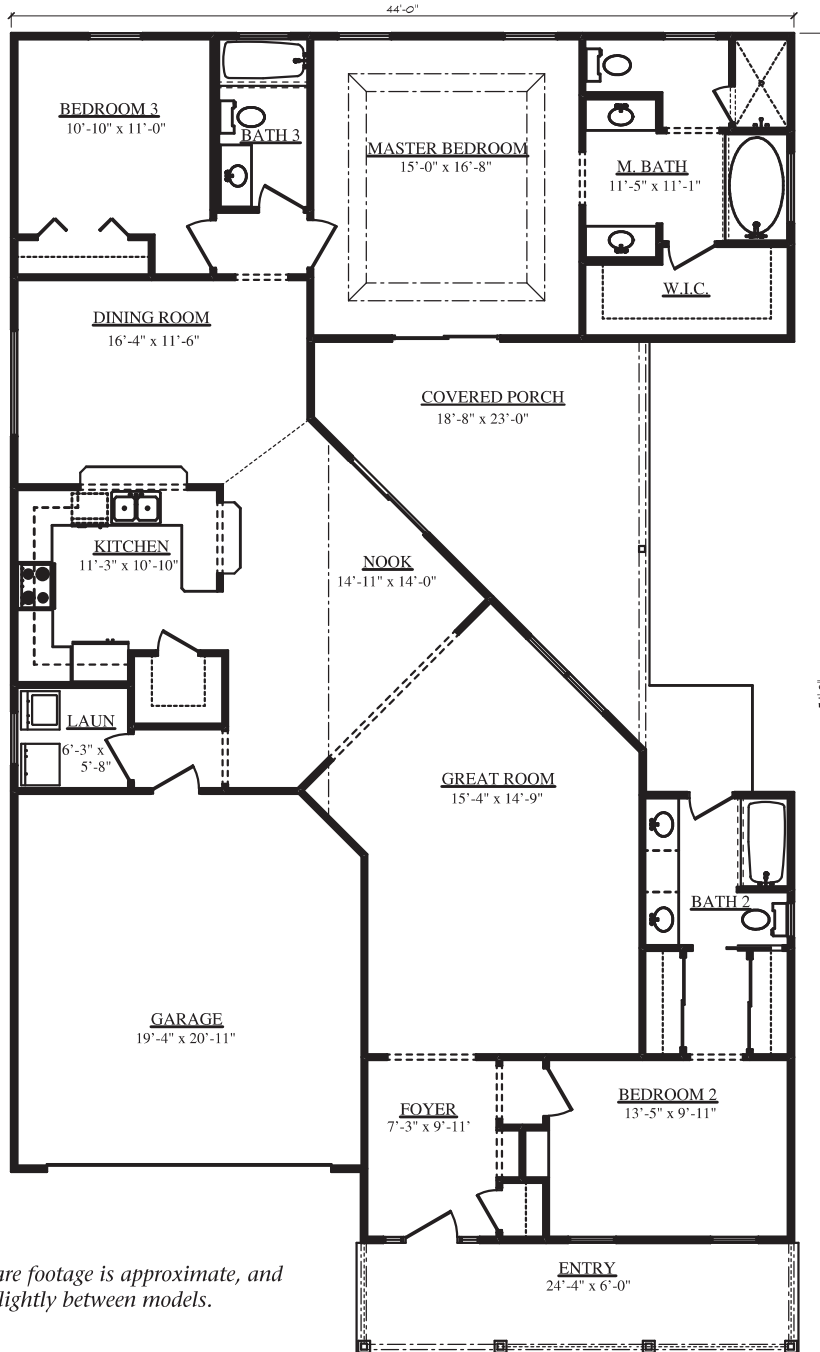 44'-0"
BEDROOM 3
10'-10" x 11'-0"
BATH 3
MASTER BEDROOM
15'-0" x 16'-8"
M. BATH
11'-5" x 11'-1"
W.I.C.
DINING ROOM
16'-4" x 11'-6"
COVERED PORCH
18'-8" x 23'-0"
KITCHEN
11'-3" x 10'-10"
NOOK
14'-11" x 14'-0"
LAUN
6'-3" x
5'-8"
GREAT ROOM
15'-4" x 14'-9"
BATH 2
GARAGE
19'-4" x 20'-11"
FOYER
7'-3" x 9'-11'
BEDROOM 2
13'-5" x 9'-11"
ENTRY
24'-4" x 6'-0"
are footage is approximate, and
lightly between models.